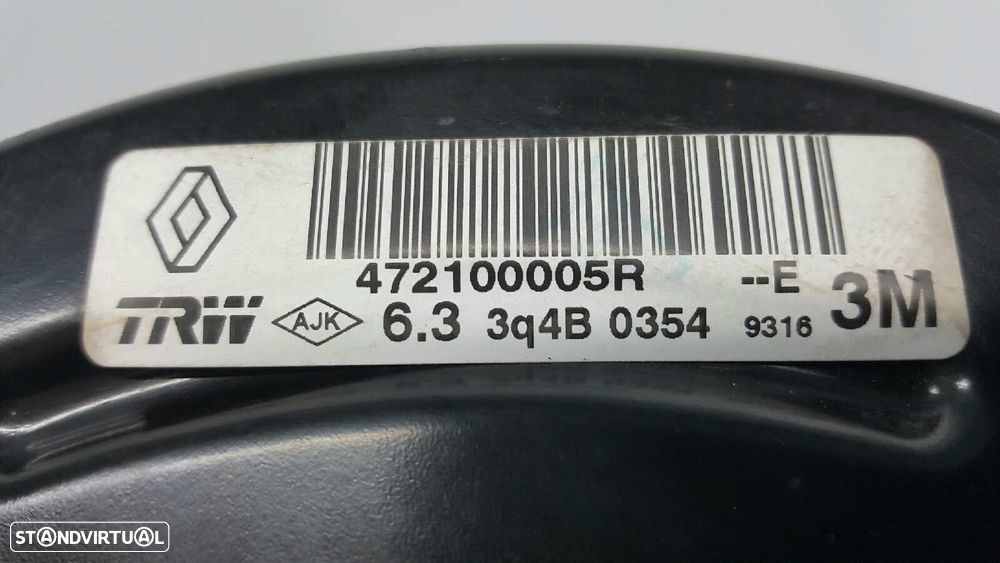 472100005R --E
TRW AJK 6.3 3q4B 0354 9316 3M
STANDVIRTUAL